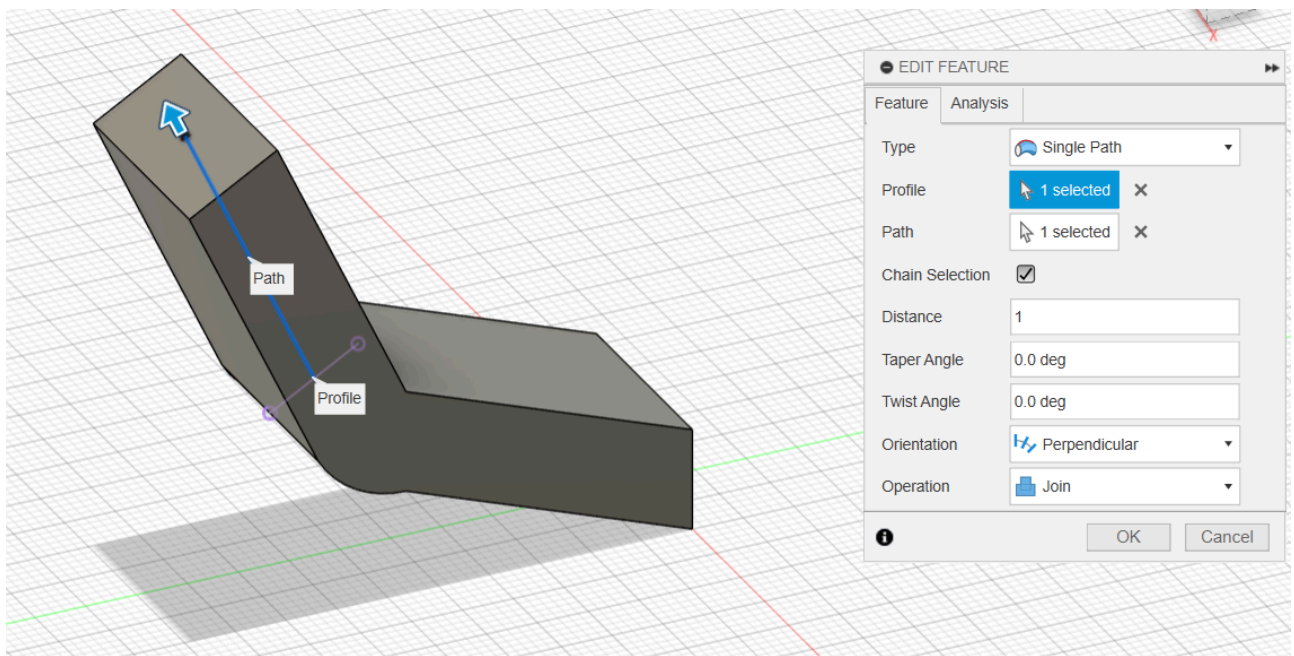 X
EDIT FEATURE
Feature Analysis
Type Single Path
Profile 1 selected
Path 1 selected
Chain Selection
Distance 1
Taper Angle 0.0 deg
Twist Angle 0.0 deg
Orientation Perpendicular
Operation Join
OK Cancel
Path
Profile